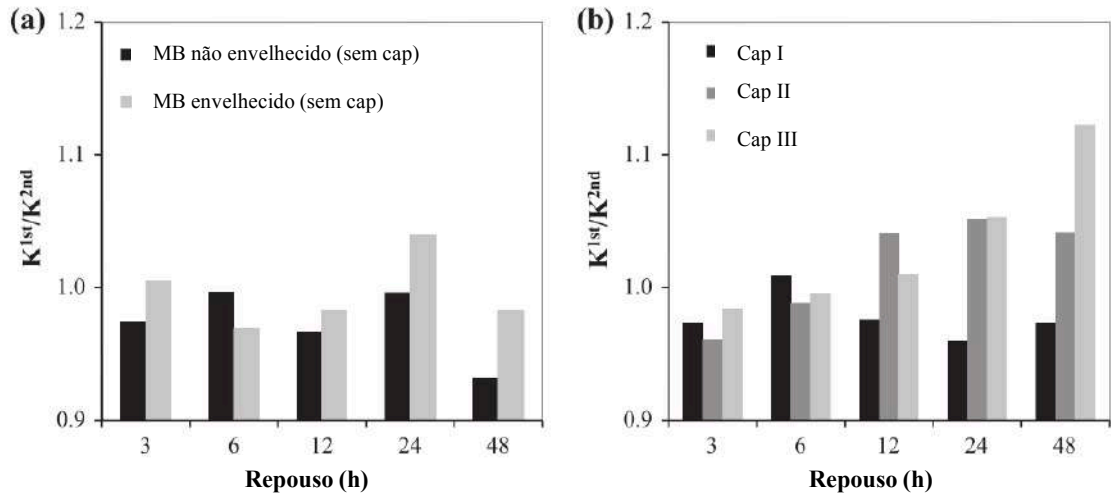 (a)
1.2
1.1
1.0
0.9
K1st/K2nd
MB não envelhecido (sem cap)
MB envelhecido (sem cap)
3 6 12 24 48
Repouso (h)
(b)
1.2
1.1
1.0
0.9
K1st/K2nd
Cap I
Cap II
Cap III
3 6 12 24 48
Repouso (h)